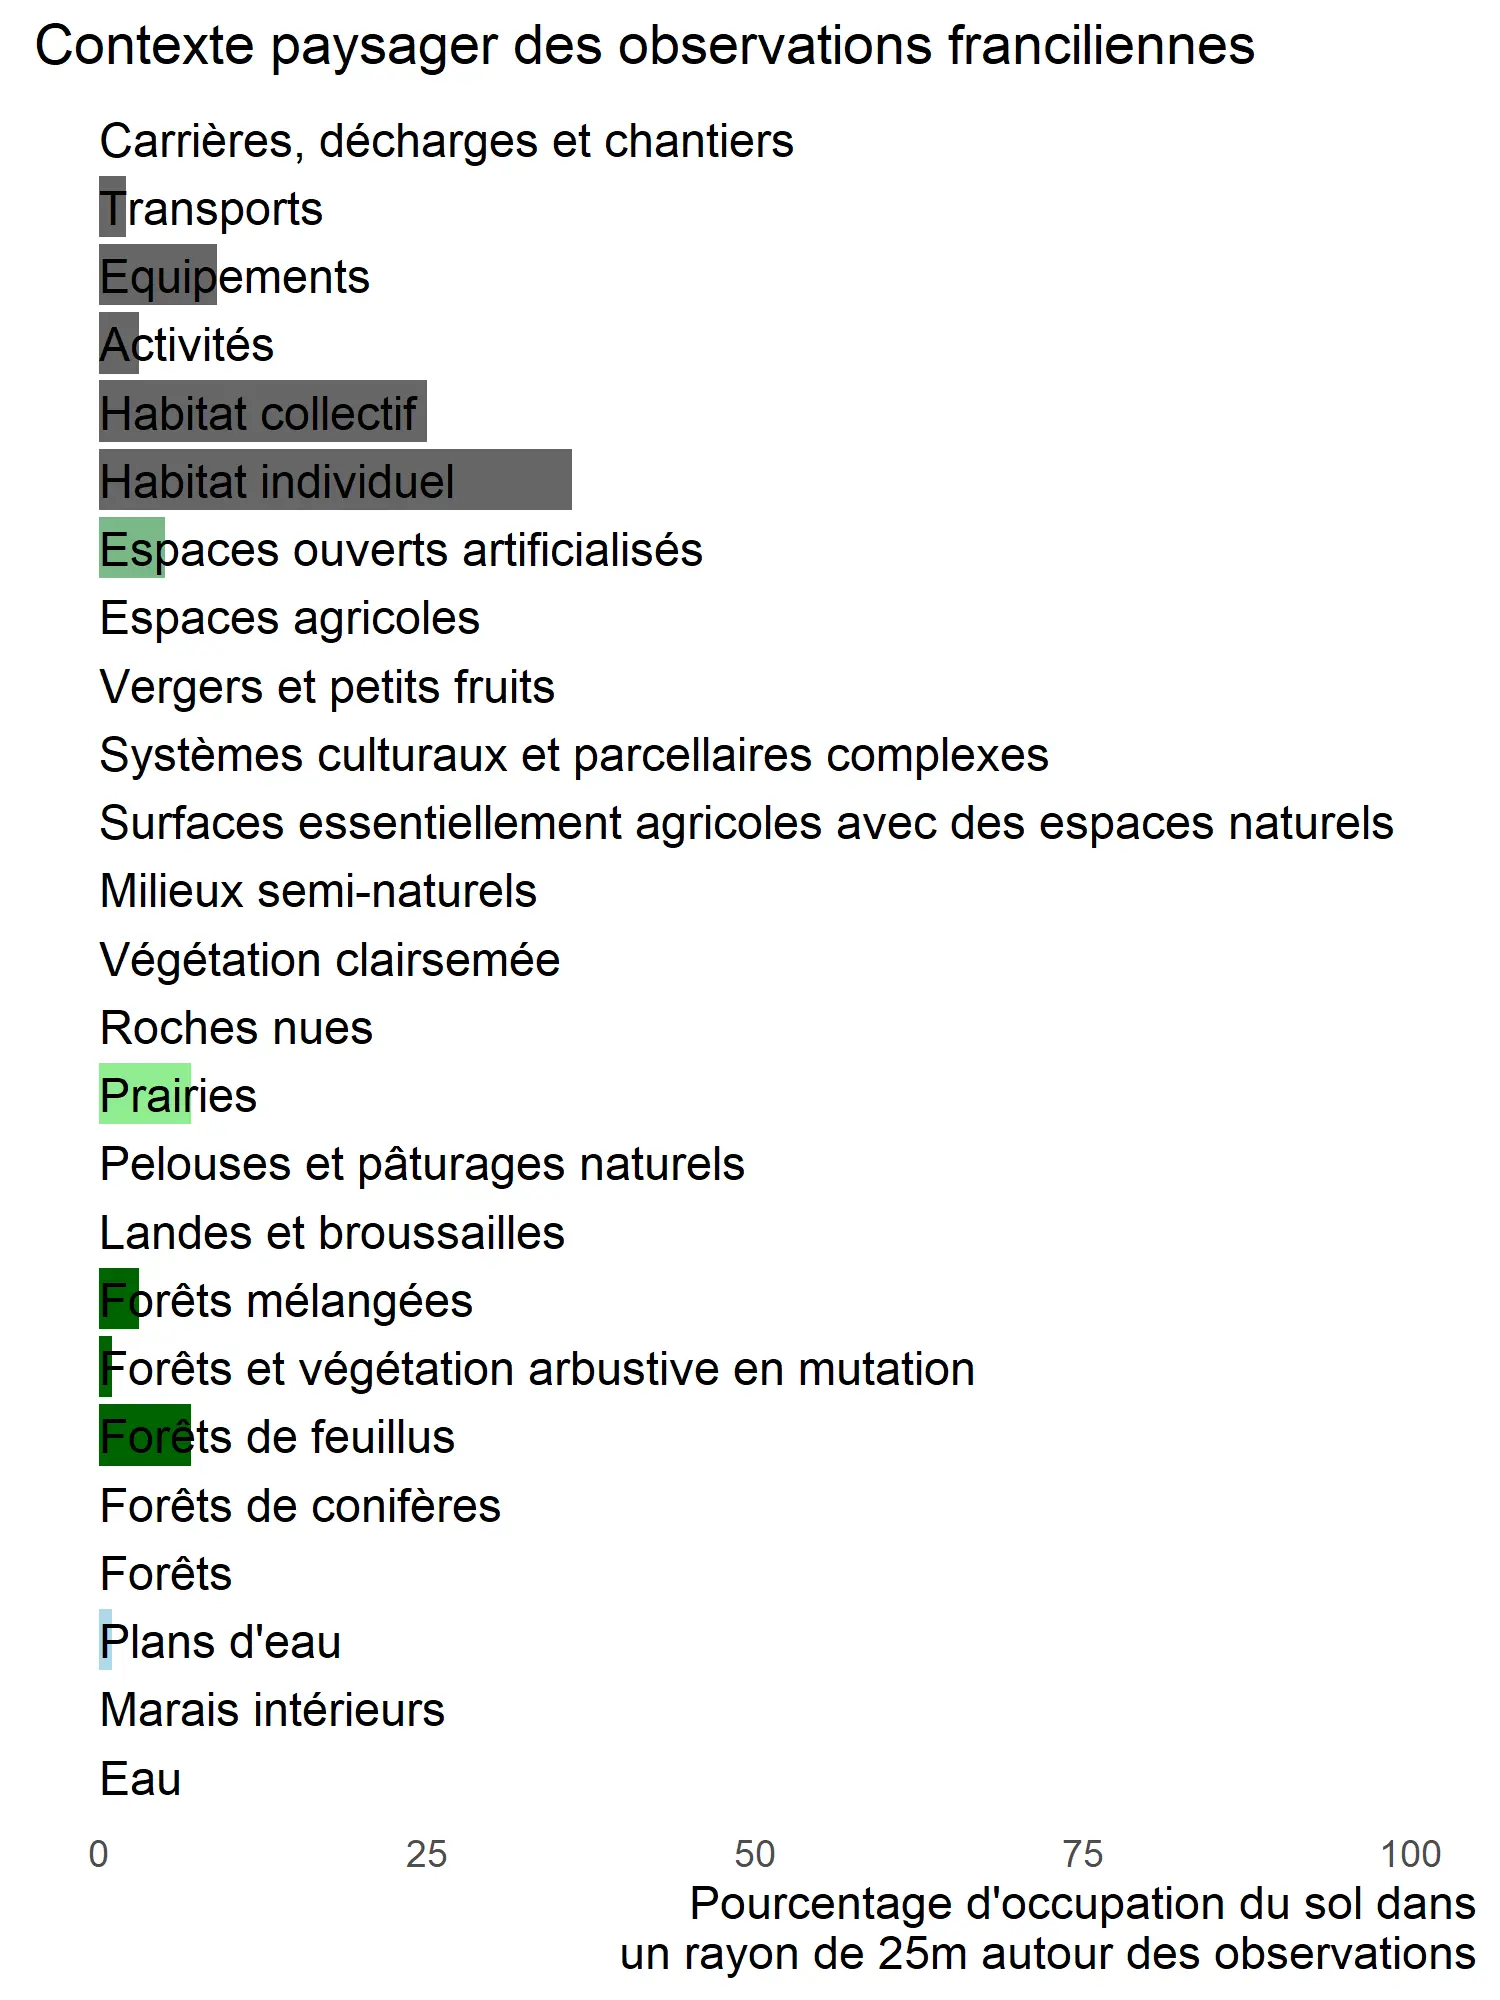 Contexte paysager des observations franciliennes
Carrières, décharges et chantiers
Transports
Equipements
Activités
Habitat collectif
Habitat individuel
Espaces ouverts artificialisés
Espaces agricoles
Vergers et petits fruits
Systèmes culturaux et parcellaires complexes
Surfaces essentiellement agricoles avec des espaces naturels
Milieux semi-naturels
Végétation clairsemée
Roches nues
Prairies
Pelouses et pâturages naturels
Landes et broussailles
Forêts mélangées
Forêts et végétation arbustive en mutation
Forêts de feuillus
Forêts de conifères
Forêts
Plans d'eau
Marais intérieurs
Eau
0 25 50 75 100
Pourcentage d'occupation du sol dans
un rayon de 25m autour des observations